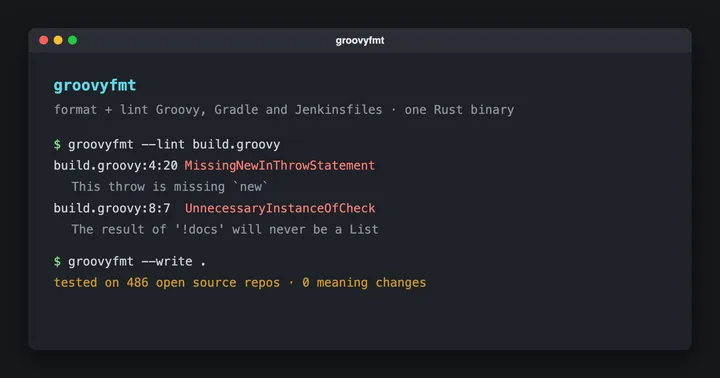 groovyfmt
groovyfmt
format + lint Groovy, Gradle and Jenkinsfiles · one Rust binary
$ groovyfmt --lint build.groovy
build.groovy:4:20 MissingNewInThrowStatement
This throw is missing `new`
build.groovy:8:7 UnnecessaryInstanceOfCheck
The result of '!docs' will never be a List
$ groovyfmt --write .
tested on 486 open source repos · 0 meaning changes